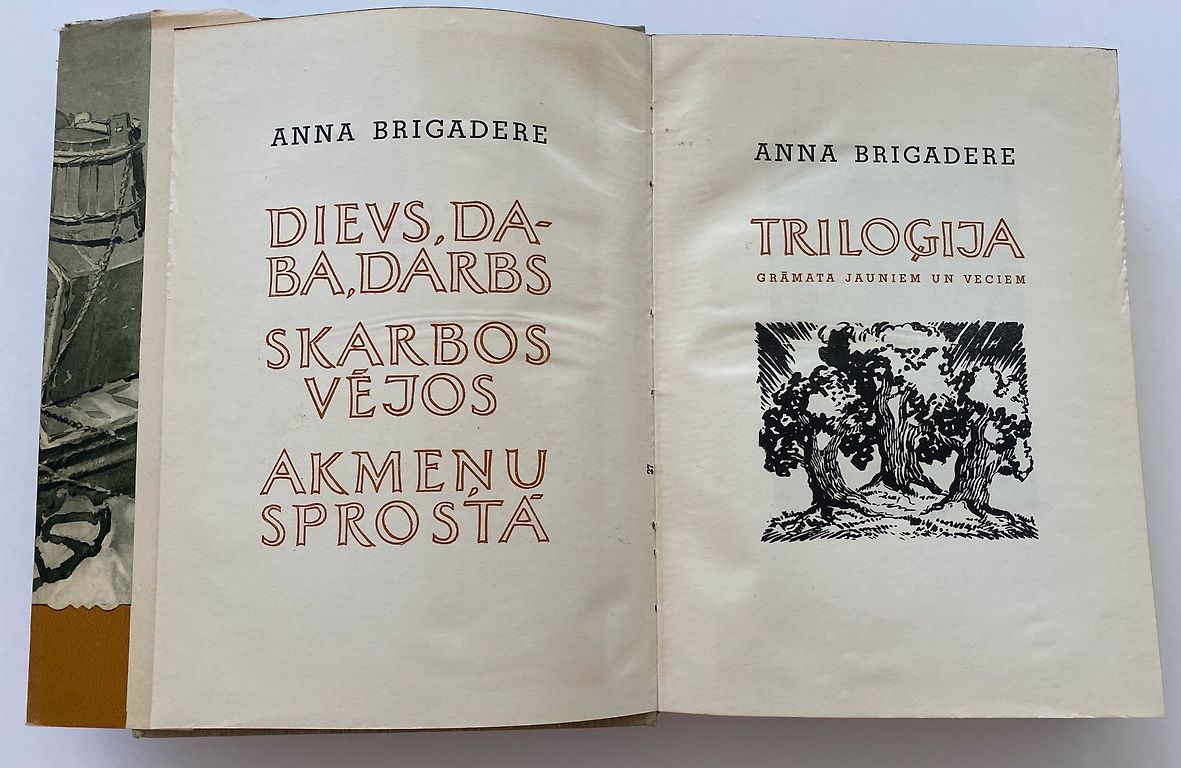 ANNA BRIGADERE
DIEVS, DA-
BA, DARBS
SKARBOS
VĒJOS
AKMEŅU
SPROSTĀ
27
ANNA BRIGADERE
TRILOĢIJA
GRĀMATA JAUNIEM UN VECIEM